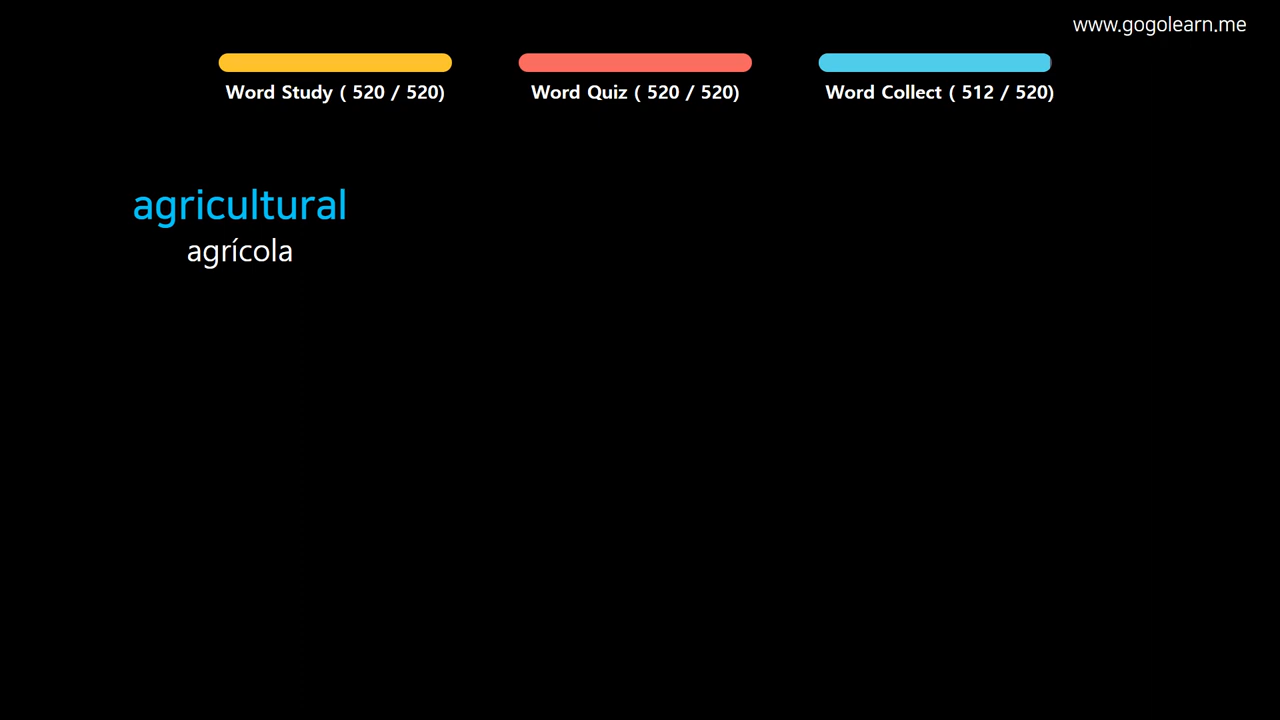 www.gogolearn.me
Word Study ( 520 / 520)
Word Quiz ( 520 / 520)
Word Collect ( 512 / 520)
agricultural
agrícola